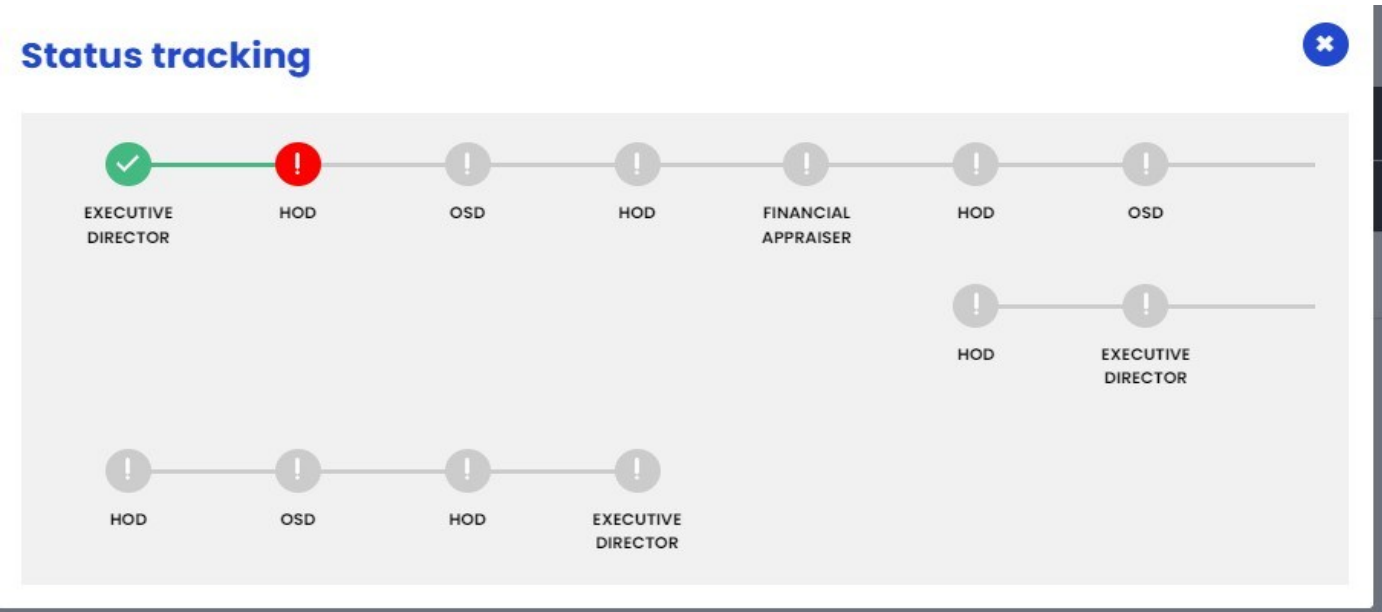 Status tracking
EXECUTIVE
DIRECTOR
HOD
OSD
HOD
FINANCIAL
APPRAISER
HOD
OSD
HOD
EXECUTIVE
DIRECTOR
HOD
OSD
HOD
EXECUTIVE
DIRECTOR